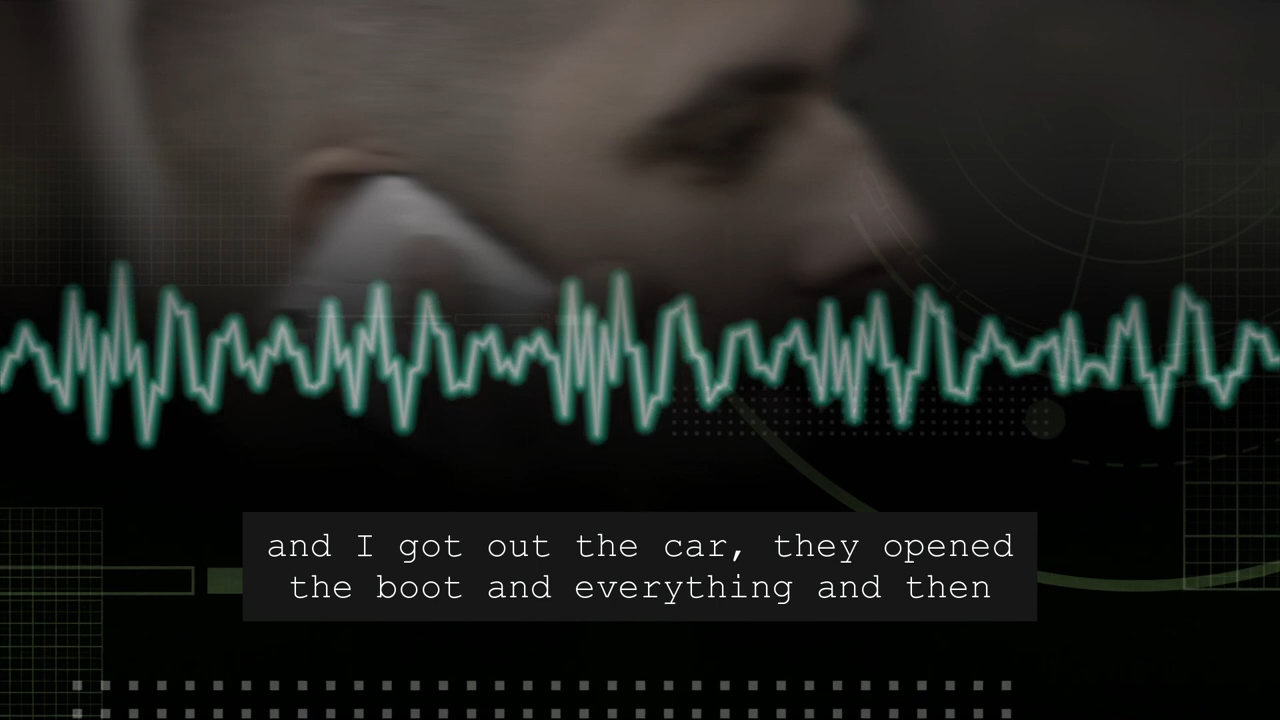 and I got out the car, they opened
the boot and everything and then